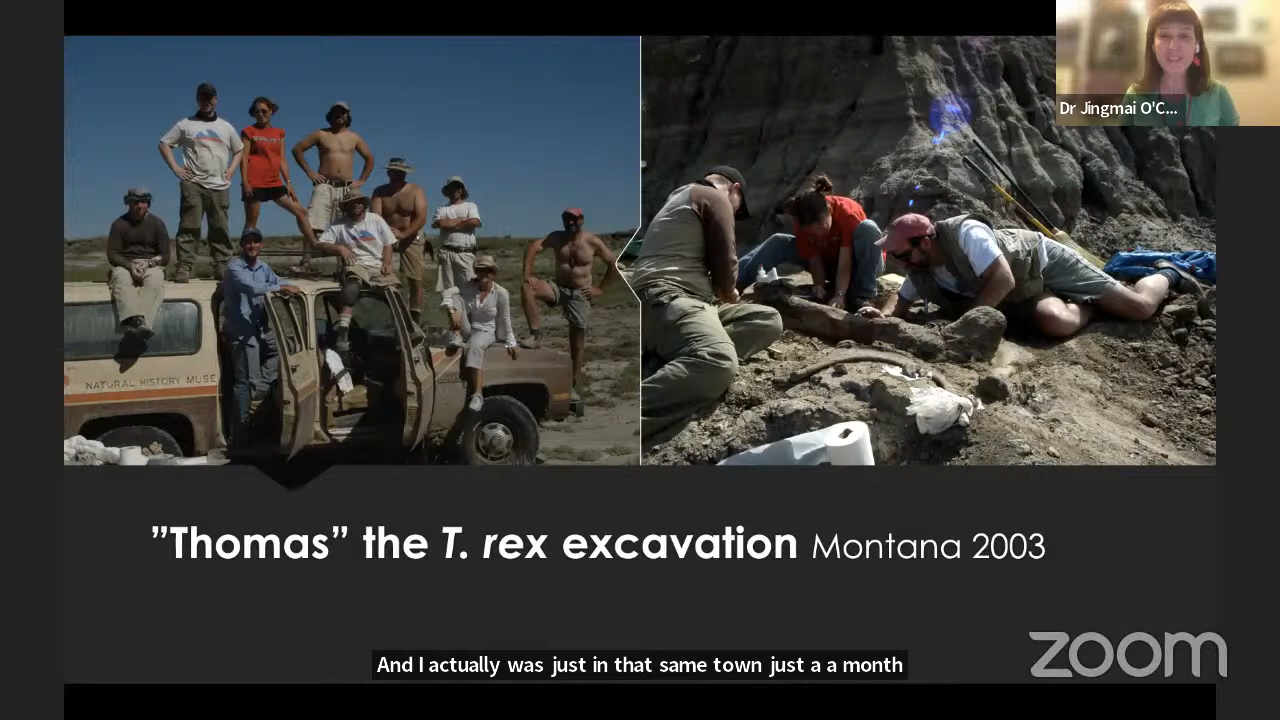 Dr Jingmai O'C...
NATURAL HISTORY MUSE
”Thomas” the T. rex excavation Montana 2003
And I actually was just in that same town just a a month
zoom